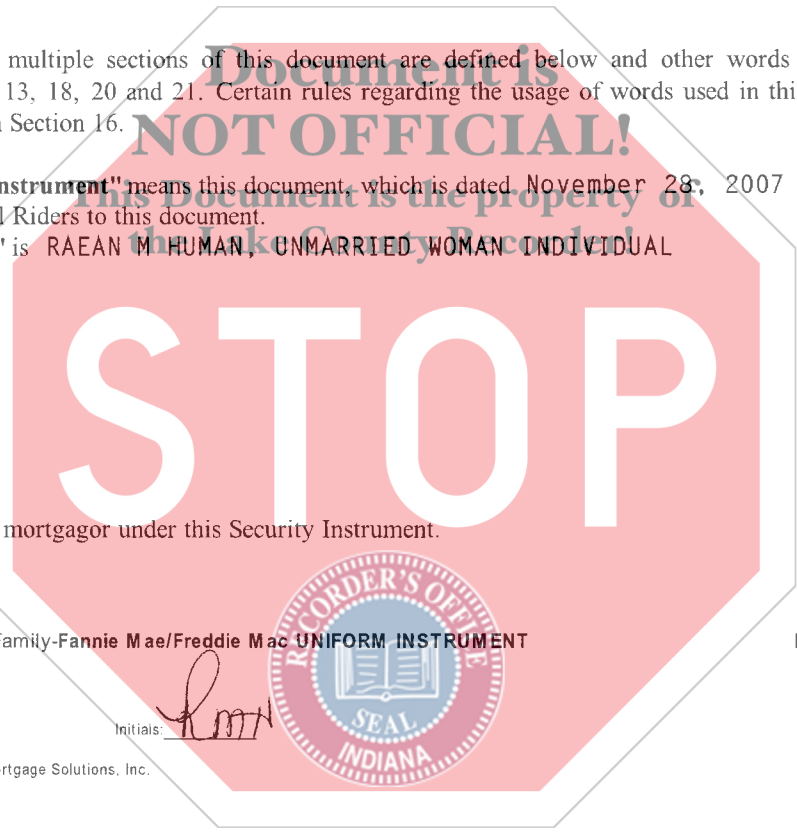 multiple sections of this document are defined below and other words
Document is
13, 18, 20 and 21. Certain rules regarding the usage of words used in thi
n Section 16.
NOT OFFICIAL!
nstrument" means this document, which is dated November 28, 2007
This Document is the property of
l Riders to this document.
the Lake County Recorder!
" is RAEAN M HUMAN, UNMARRIED WOMAN INDIVIDUAL
STOP
mortgagor under this Security Instrument.
RECORDER'S OFFICE
Family-Fannie Mae/Freddie Mac UNIFORM INSTRUMENT
Initials: RMH
SEAL
INDIANA
rtgage Solutions, Inc.